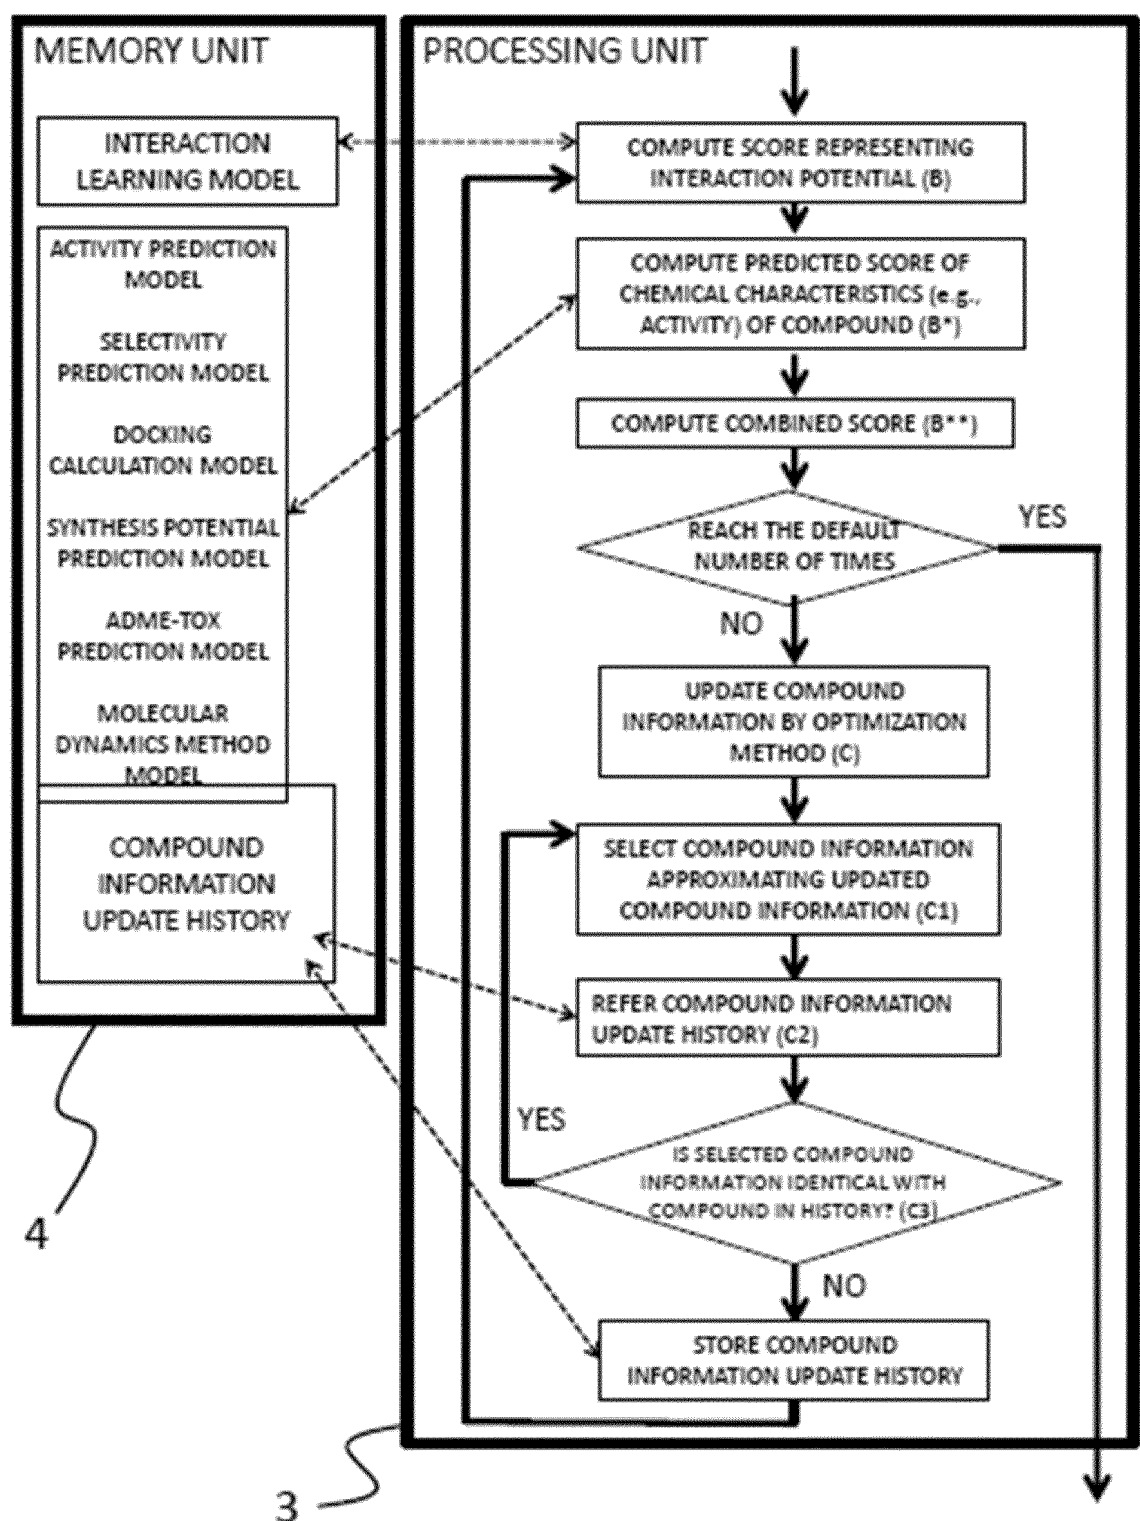 MEMORY UNIT
INTERACTION
LEARNING MODEL
ACTIVITY PREDICTION
MODEL
SELECTIVITY
PREDICTION MODEL
DOCKING
CALCULATION MODEL
SYNTHESIS POTENTIAL
PREDICTION MODEL
ADME-TOX
PREDICTION MODEL
MOLECULAR
DYNAMICS METHOD
MODEL
COMPOUND
INFORMATION
UPDATE HISTORY
4
PROCESSING UNIT
COMPUTE SCORE REPRESENTING
INTERACTION POTENTIAL (B)
COMPUTE PREDICTED SCORE OF
CHEMICAL CHARACTERISTICS (e.g.,
ACTIVITY) OF COMPOUND (B*)
COMPUTE COMBINED SCORE (B**)
REACH THE DEFAULT
NUMBER OF TIMES
YES
NO
UPDATE COMPOUND
INFORMATION BY OPTIMIZATION
METHOD (C)
SELECT COMPOUND INFORMATION
APPROXIMATING UPDATED
COMPOUND INFORMATION (C1)
REFER COMPOUND INFORMATION
UPDATE HISTORY (C2)
YES
IS SELECTED COMPOUND
INFORMATION IDENTICAL WITH
COMPOUND IN HISTORY? (C3)
NO
STORE COMPOUND
INFORMATION UPDATE HISTORY
3